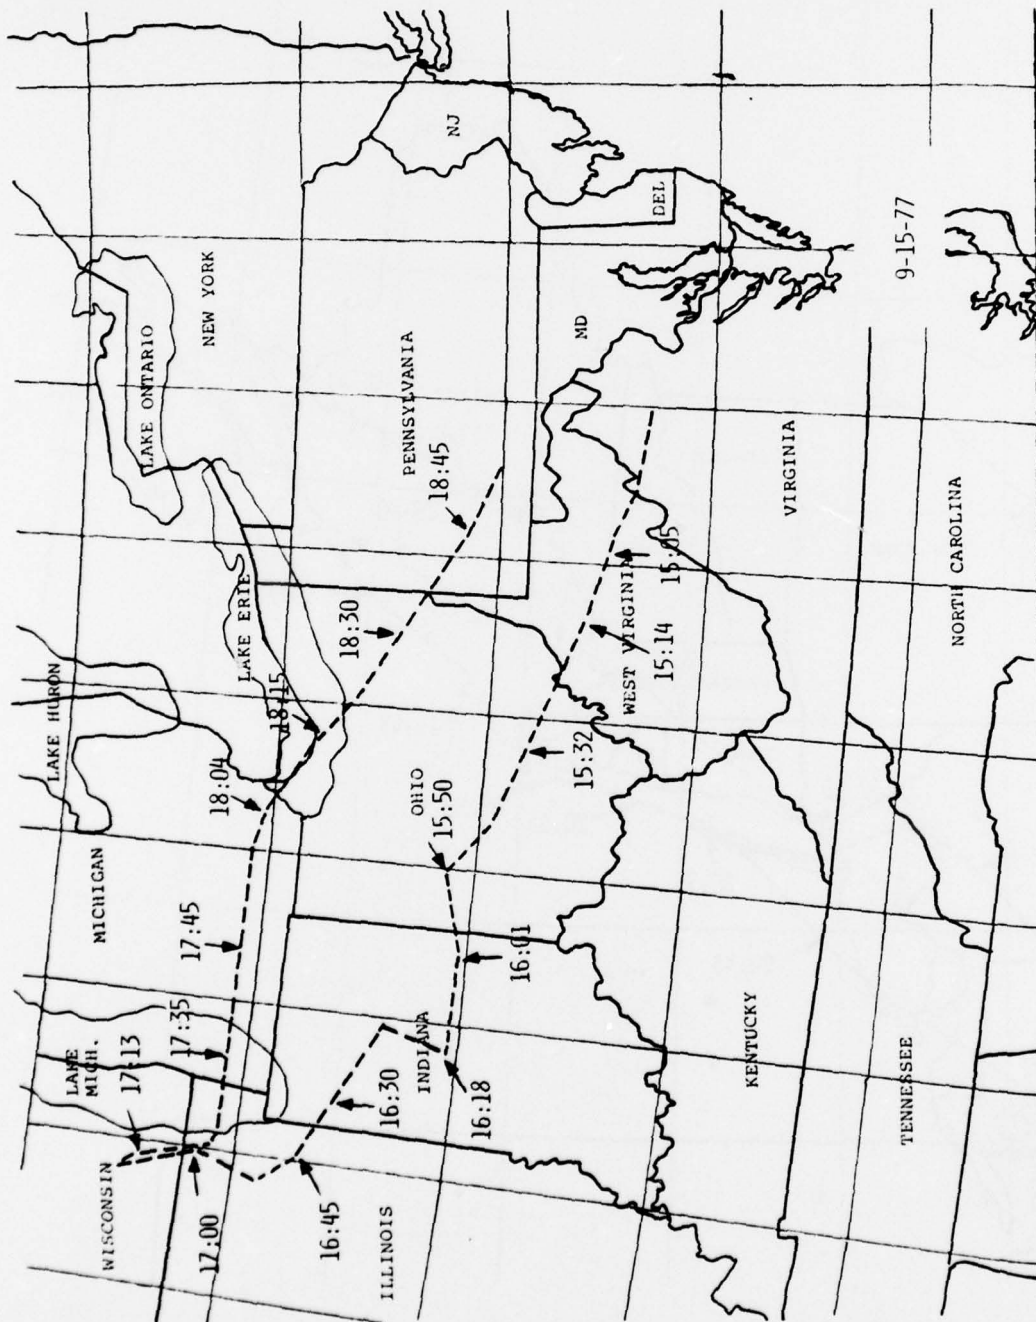 WISCONSIN
LAKE
MICH.
17:13
17:35
17:00
16:45
ILLINOIS
MICHIGAN
17:45
18:04
LAKE HURON
18:15
LAKE ERIE
18:30
LAKE ONTARIO
NEW YORK
PENNSYLVANIA
18:45
NJ
DEL
MD
OHIO
15:50
16:01
INDIANA
16:30
16:18
15:32
WEST VIRGINIA
15:14
15:05
VIRGINIA
KENTUCKY
TENNESSEE
NORTH CAROLINA
9-15-77